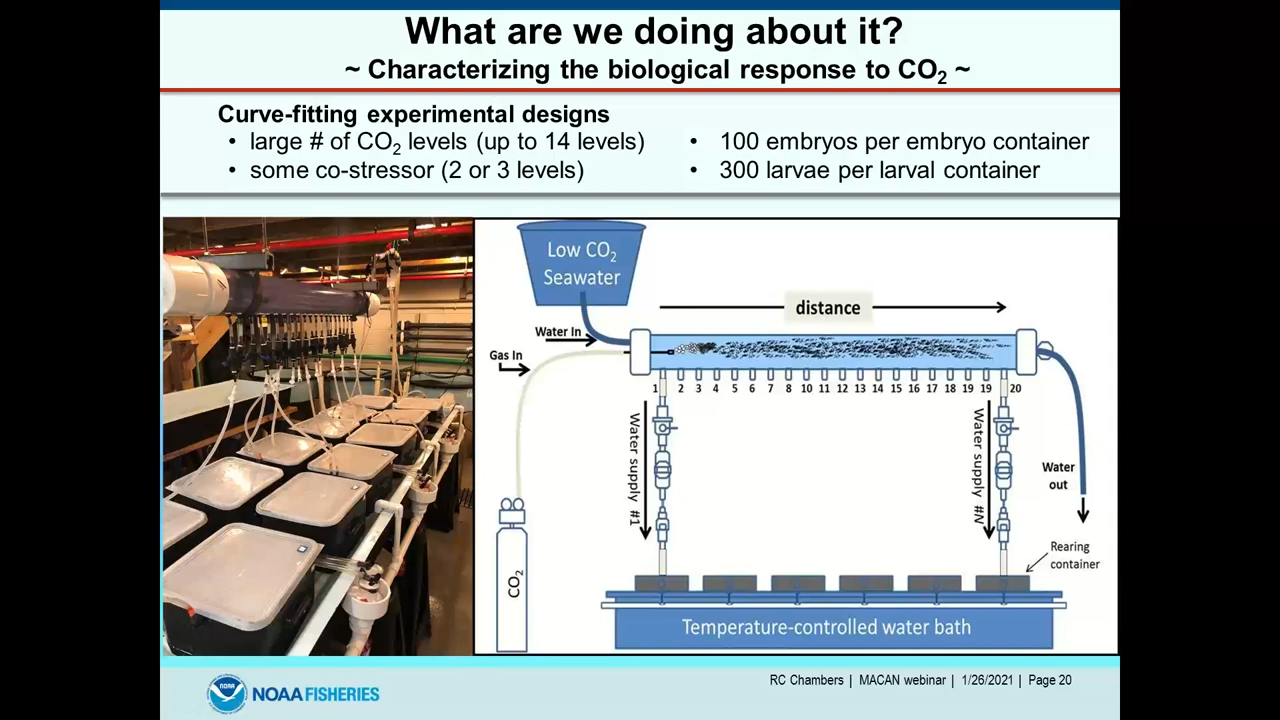 What are we doing about it?
~ Characterizing the biological response to CO2 ~
Curve-fitting experimental designs
• large # of CO2 levels (up to 14 levels)
• some co-stressor (2 or 3 levels)
• 100 embryos per embryo container
• 300 larvae per larval container
Low CO2
Seawater
distance
Water In
Gas In
1 2 3 4 5 6 7 8 10 11 12 13 14 15 16 17 18 19 19 20
Water supply #1
Water supply #N
Water
out
Rearing
container
CO2
Temperature-controlled water bath
NOAA
NOAA FISHERIES
RC Chambers | MACAN webinar | 1/26/2021 | Page 20